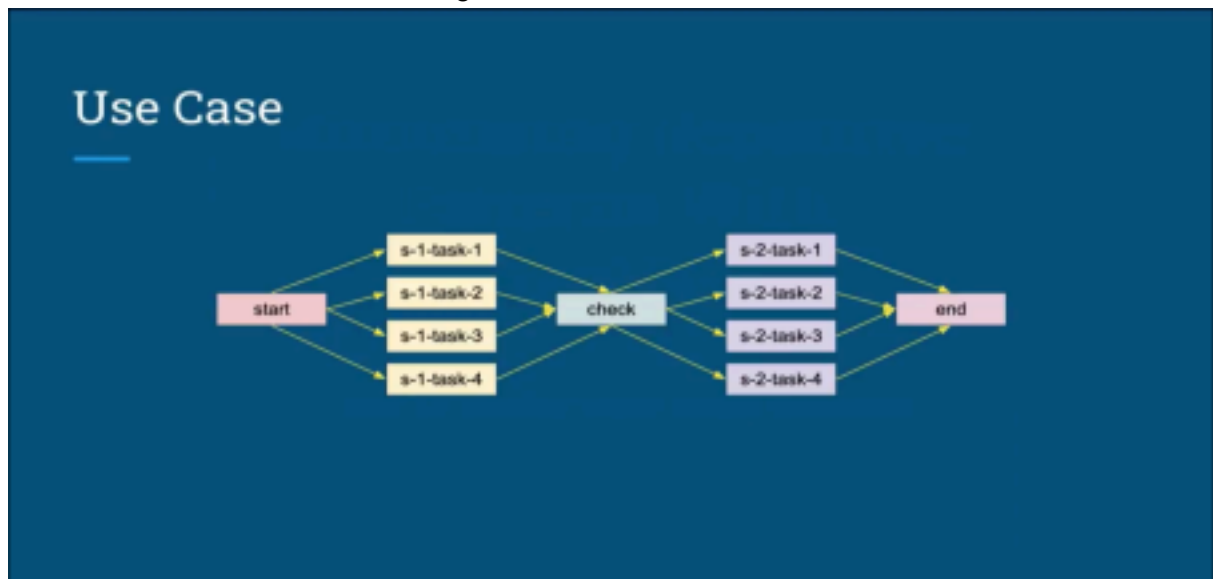 Use Case
start
s-1-task-1
s-1-task-2
s-1-task-3
s-1-task-4
check
s-2-task-1
s-2-task-2
s-2-task-3
s-2-task-4
end